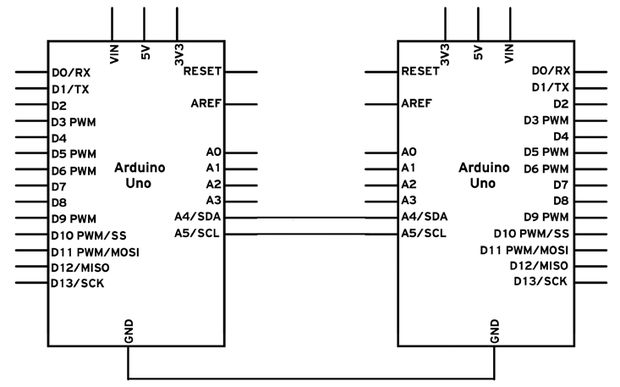 VIN
5V
3V3
D0/RX
D1/TX
D2
D3 PWM
D4
D5 PWM
D6 PWM
D7
D8
D9 PWM
D10 PWM/SS
D11 PWM/MOSI
D12/MISO
D13/SCK
Arduino
Uno
RESET
AREF
A0
A1
A2
A3
A4/SDA
A5/SCL
GND
3V3
5V
VIN
RESET
AREF
A0
A1
A2
A3
A4/SDA
A5/SCL
Arduino
Uno
D0/RX
D1/TX
D2
D3 PWM
D4
D5 PWM
D6 PWM
D7
D8
D9 PWM
D10 PWM/SS
D11 PWM/MOSI
D12/MISO
D13/SCK
GND